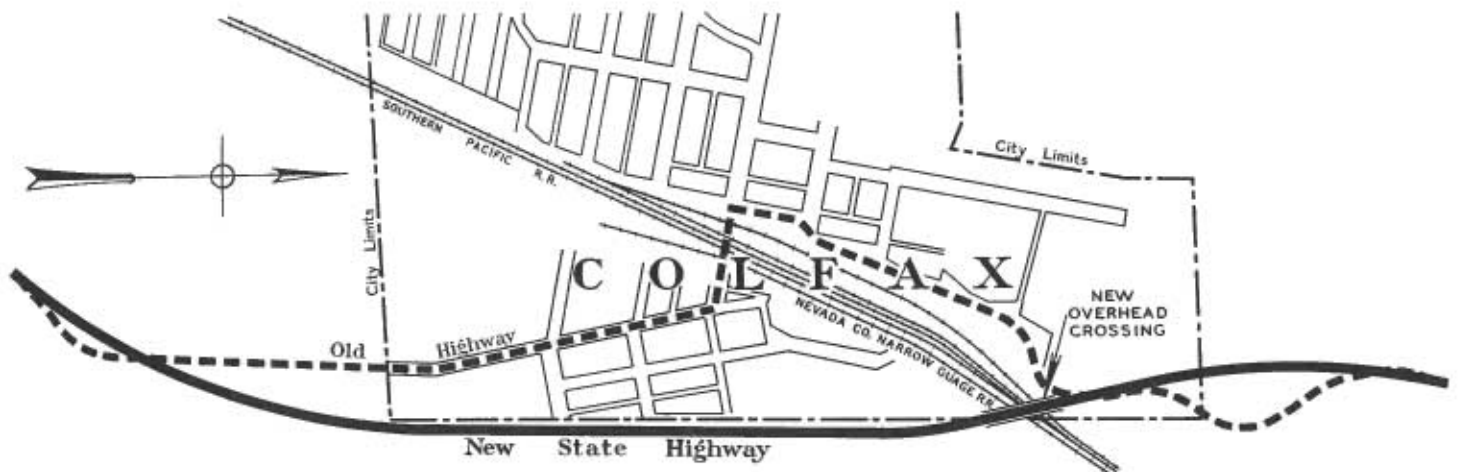 City Limits
SOUTHERN PACIFIC R.R.
City Limits
COLFAX
NEW
OVERHEAD
CROSSING
NEVADA CO. NARROW GUAGE R.R.
Old Highway
New State Highway